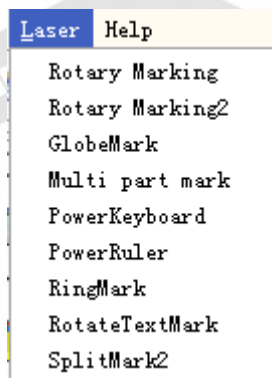 Laser Help
Rotary Marking
Rotary Marking2
GlobeMark
Multi part mark
PowerKeyboard
PowerRuler
RingMark
RotateTextMark
SplitMark2